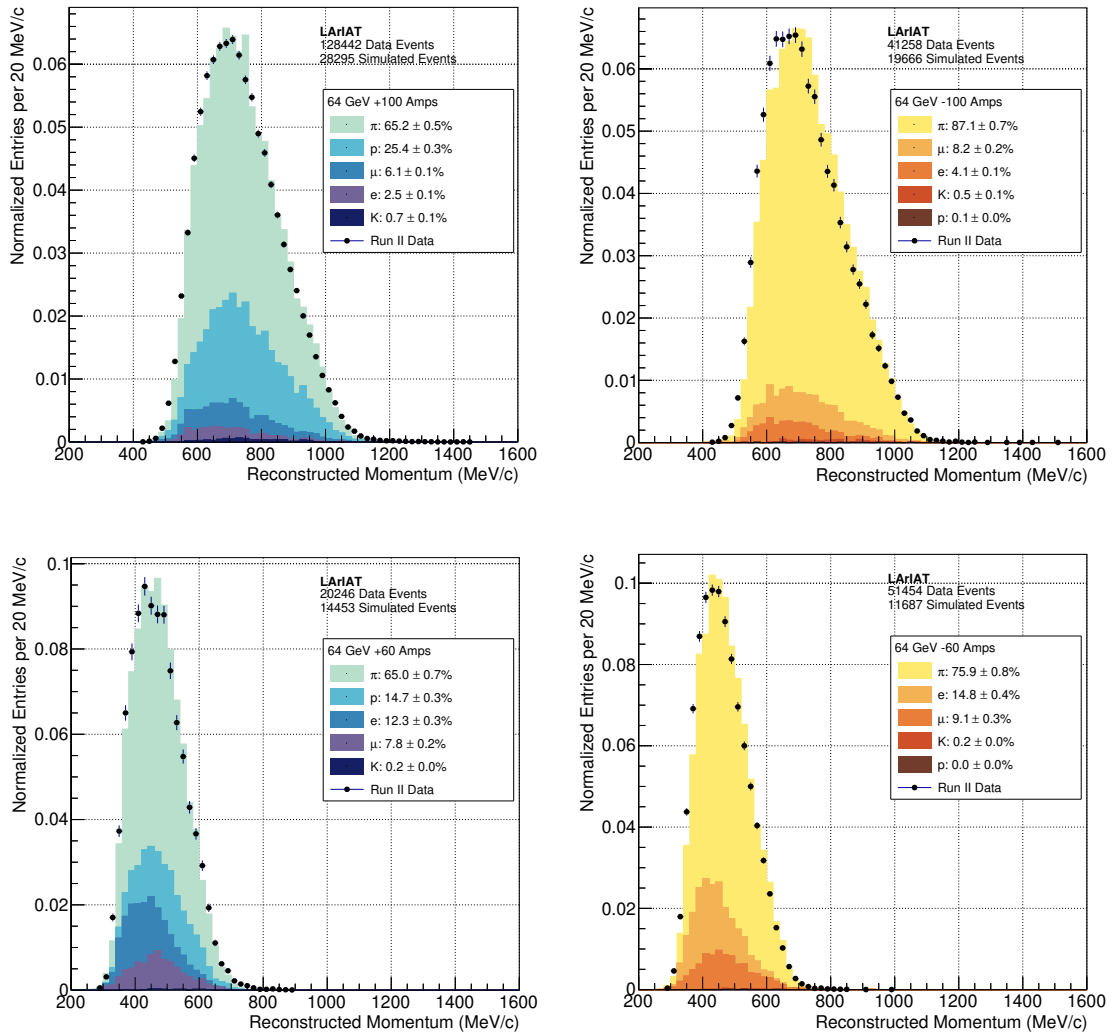 LArIAT
128442 Data Events
28295 Simulated Events
64 GeV +100 Amps
π: 65.2 ± 0.5%
p: 25.4 ± 0.3%
μ: 6.1 ± 0.1%
e: 2.5 ± 0.1%
K: 0.7 ± 0.1%
Run II Data
Normalized Entries per 20 MeV/c
0.06
0.05
0.04
0.03
0.02
0.01
0
200 400 600 800 1000 1200 1400 1600
Reconstructed Momentum (MeV/c)
LArIAT
41258 Data Events
19666 Simulated Events
64 GeV -100 Amps
π: 87.1 ± 0.7%
μ: 8.2 ± 0.2%
e: 4.1 ± 0.1%
K: 0.5 ± 0.1%
p: 0.1 ± 0.0%
Run II Data
Normalized Entries per 20 MeV/c
0.06
0.05
0.04
0.03
0.02
0.01
0
200 400 600 800 1000 1200 1400 1600
Reconstructed Momentum (MeV/c)
LArIAT
20246 Data Events
14453 Simulated Events
64 GeV +60 Amps
π: 65.0 ± 0.7%
p: 14.7 ± 0.3%
e: 12.3 ± 0.3%
μ: 7.8 ± 0.2%
K: 0.2 ± 0.0%
Run II Data
Normalized Entries per 20 MeV/c
0.1
0.08
0.06
0.04
0.02
0
200 400 600 800 1000 1200 1400 1600
Reconstructed Momentum (MeV/c)
LArIAT
51454 Data Events
11687 Simulated Events
64 GeV -60 Amps
π: 75.9 ± 0.8%
e: 14.8 ± 0.4%
μ: 9.1 ± 0.3%
K: 0.2 ± 0.0%
p: 0.0 ± 0.0%
Run II Data
Normalized Entries per 20 MeV/c
0.1
0.08
0.06
0.04
0.02
0
200 400 600 800 1000 1200 1400 1600
Reconstructed Momentum (MeV/c)